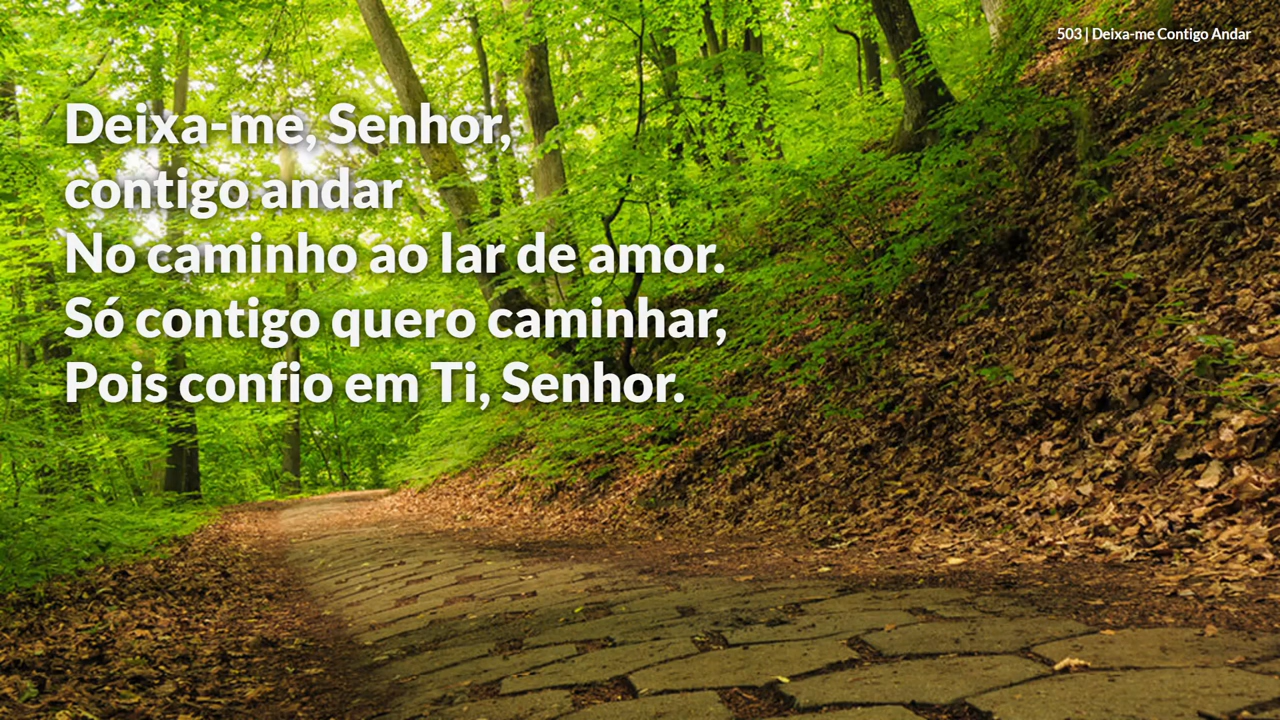 503 | Deixa-me Contigo Andar
Deixa-me, Senhor,
contigo andar
No caminho ao lar de amor.
Só contigo quero caminhar,
Pois confio em Ti, Senhor.